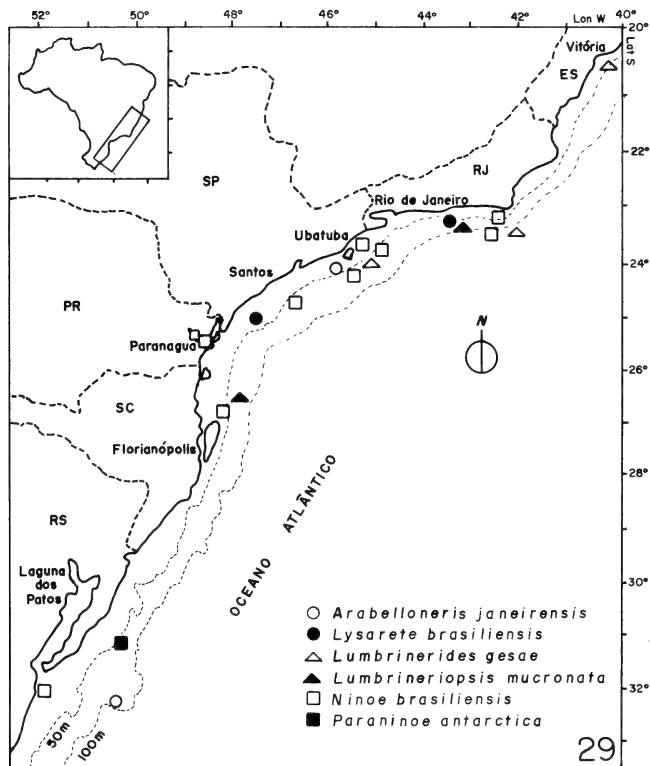 52° 50° 48° 46° 44° 42° Lon W 40°
20°
Lat S
Vitória
ES
22°
RJ
SP
Rio de Janeiro
Ubatuba
24°
Santos
PR
Paranagua
N
26°
SC
Florianópolis
28°
OCEANO ATLÂNTICO
RS
Laguna
dos
Patos
30°
Arabelloneris janeirensis
Lysarete brasiliensis
Lumbrinerides gesae
Lumbrineriopsis mucronata
Ninoe brasiliensis
Paraninoe antarctica
32°
50m
100m
29